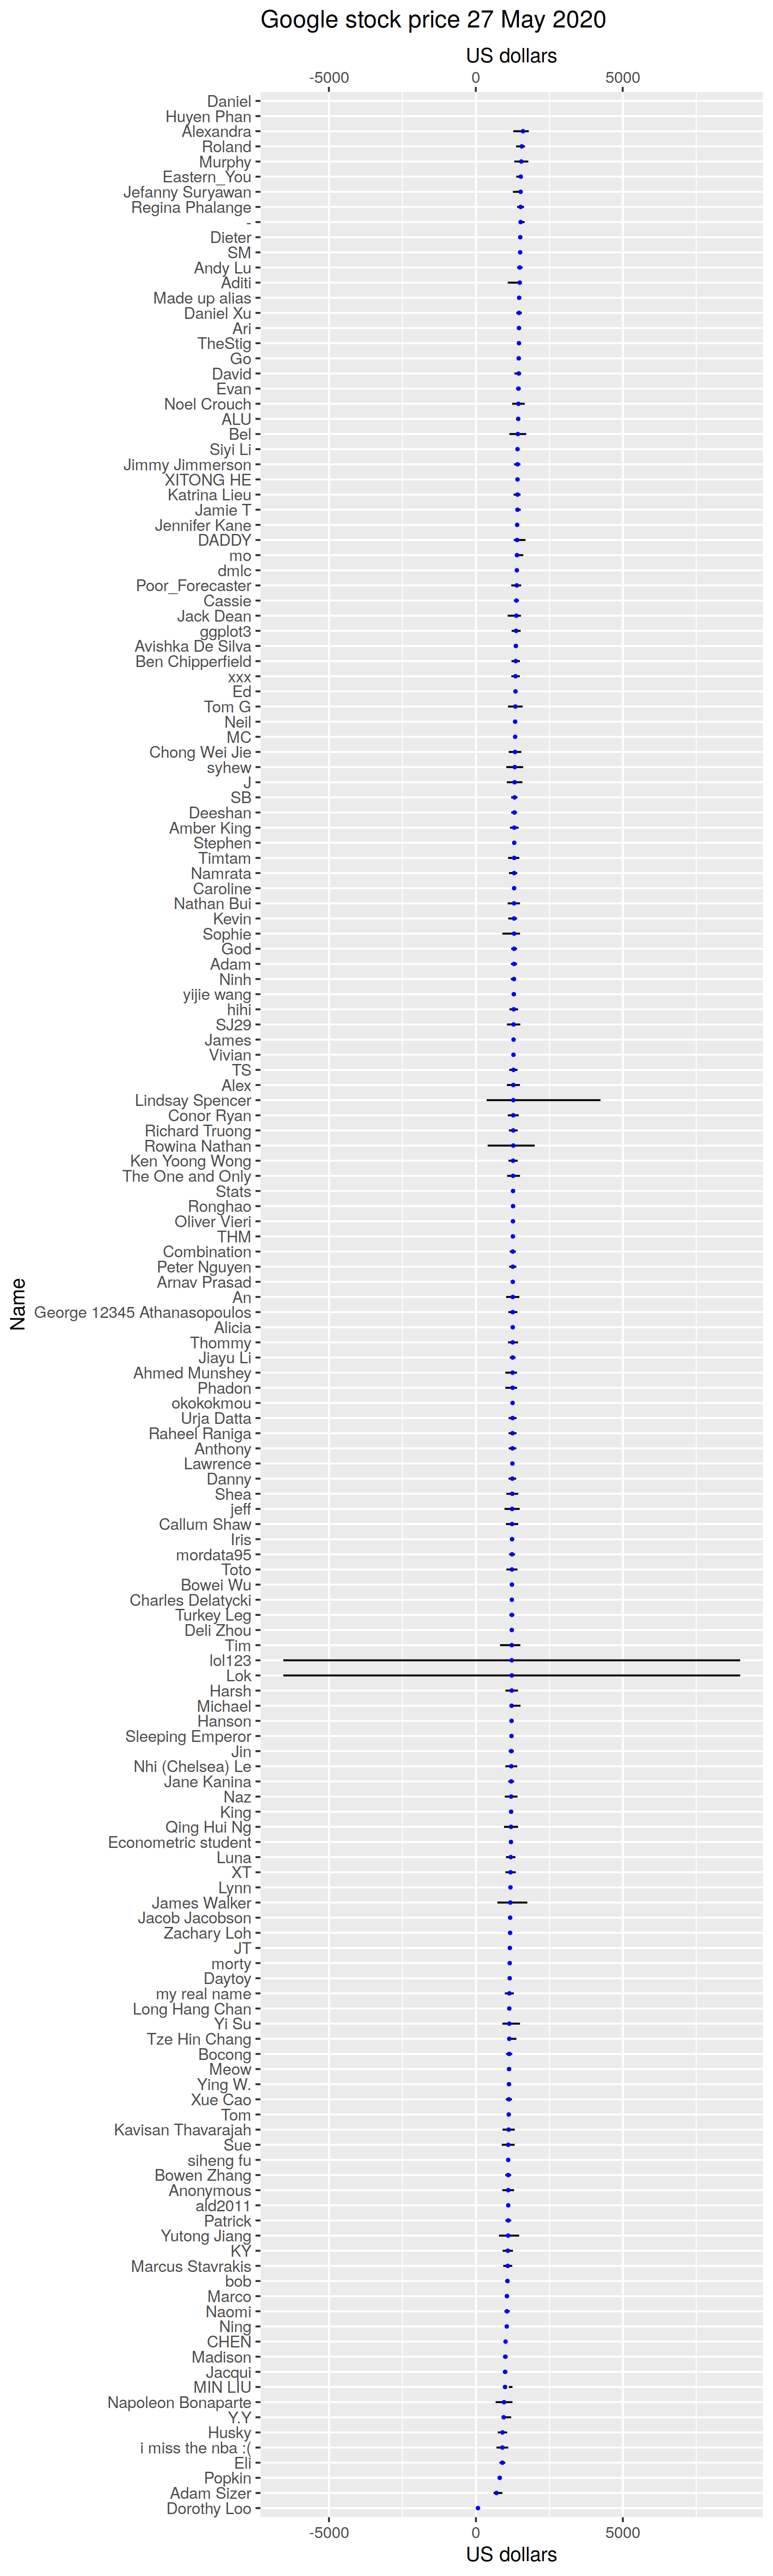 Google stock price 27 May 2020
US dollars
-5000 0 5000
Daniel
Huyen Phan
Alexandra
Roland
Murphy
Eastern_You
Jefanny Suryawan
Regina Phalange
-
Dieter
SM
Andy Lu
Aditi
Made up alias
Daniel Xu
Ari
TheStig
Go
David
Evan
Noel Crouch
ALU
Bel
Siyi Li
Jimmy Jimmerson
XITONG HE
Katrina Lieu
Jamie T
Jennifer Kane
DADDY
mo
dmlc
Poor_Forecaster
Cassie
Jack Dean
ggplot3
Avishka De Silva
Ben Chipperfield
xxx
Ed
Tom G
Neil
MC
Chong Wei Jie
syhew
J
SB
Deeshan
Amber King
Stephen
Timtam
Namrata
Caroline
Nathan Bui
Kevin
Sophie
God
Adam
Ninh
yijie wang
hihi
SJ29
James
Vivian
TS
Alex
Lindsay Spencer
Conor Ryan
Richard Truong
Rowina Nathan
Ken Yoong Wong
The One and Only
Stats
Ronghao
Oliver Vieri
THM
Combination
Peter Nguyen
Arnav Prasad
An
George 12345 Athanasopoulos
Alicia
Thommy
Jiayu Li
Ahmed Munshey
Phadon
okokokmou
Urja Datta
Raheel Raniga
Anthony
Lawrence
Danny
Shea
jeff
Callum Shaw
Iris
mordata95
Toto
Bowei Wu
Charles Delatycki
Turkey Leg
Deli Zhou
Tim
lol123
Lok
Harsh
Michael
Hanson
Sleeping Emperor
Jin
Nhi (Chelsea) Le
Jane Kanina
Naz
King
Qing Hui Ng
Econometric student
Luna
XT
Lynn
James Walker
Jacob Jacobson
Zachary Loh
JT
morty
Daytoy
my real name
Long Hang Chan
Yi Su
Tze Hin Chang
Bocong
Meow
Ying W.
Xue Cao
Tom
Kavisan Thavarajah
Sue
siheng fu
Bowen Zhang
Anonymous
ald2011
Patrick
Yutong Jiang
KY
Marcus Stavrakis
bob
Marco
Naomi
Ning
CHEN
Madison
Jacqui
MIN LIU
Napoleon Bonaparte
Y.Y
Husky
i miss the nba :(
Eli
Popkin
Adam Sizer
Dorothy Loo
Name
-5000 0 5000
US dollars